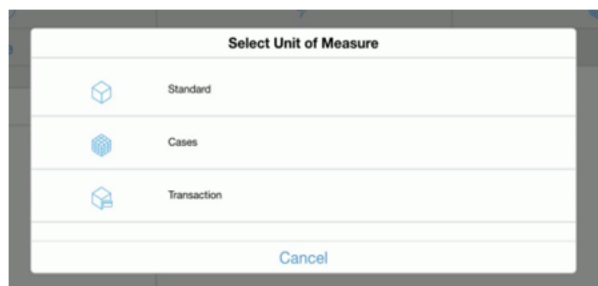 Select Unit of Measure
Standard
Cases
Transaction
Cancel